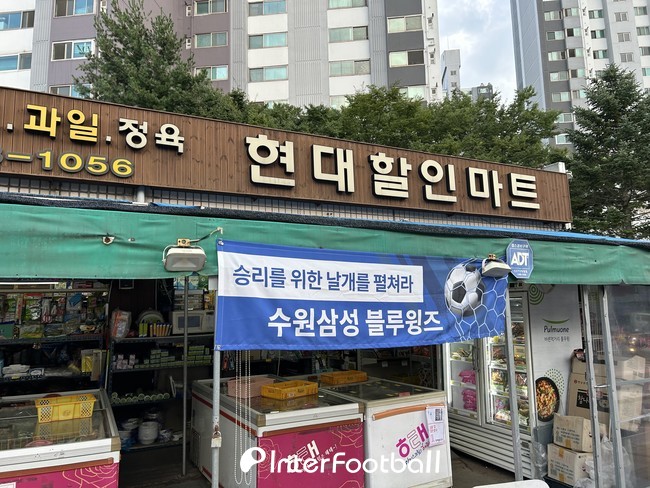 .과일.정육
-1056
현대할인마트
승리를 위한 날개를 펼쳐라
수원삼성 블루윙즈
ADT
Pulmuone
InterFootball